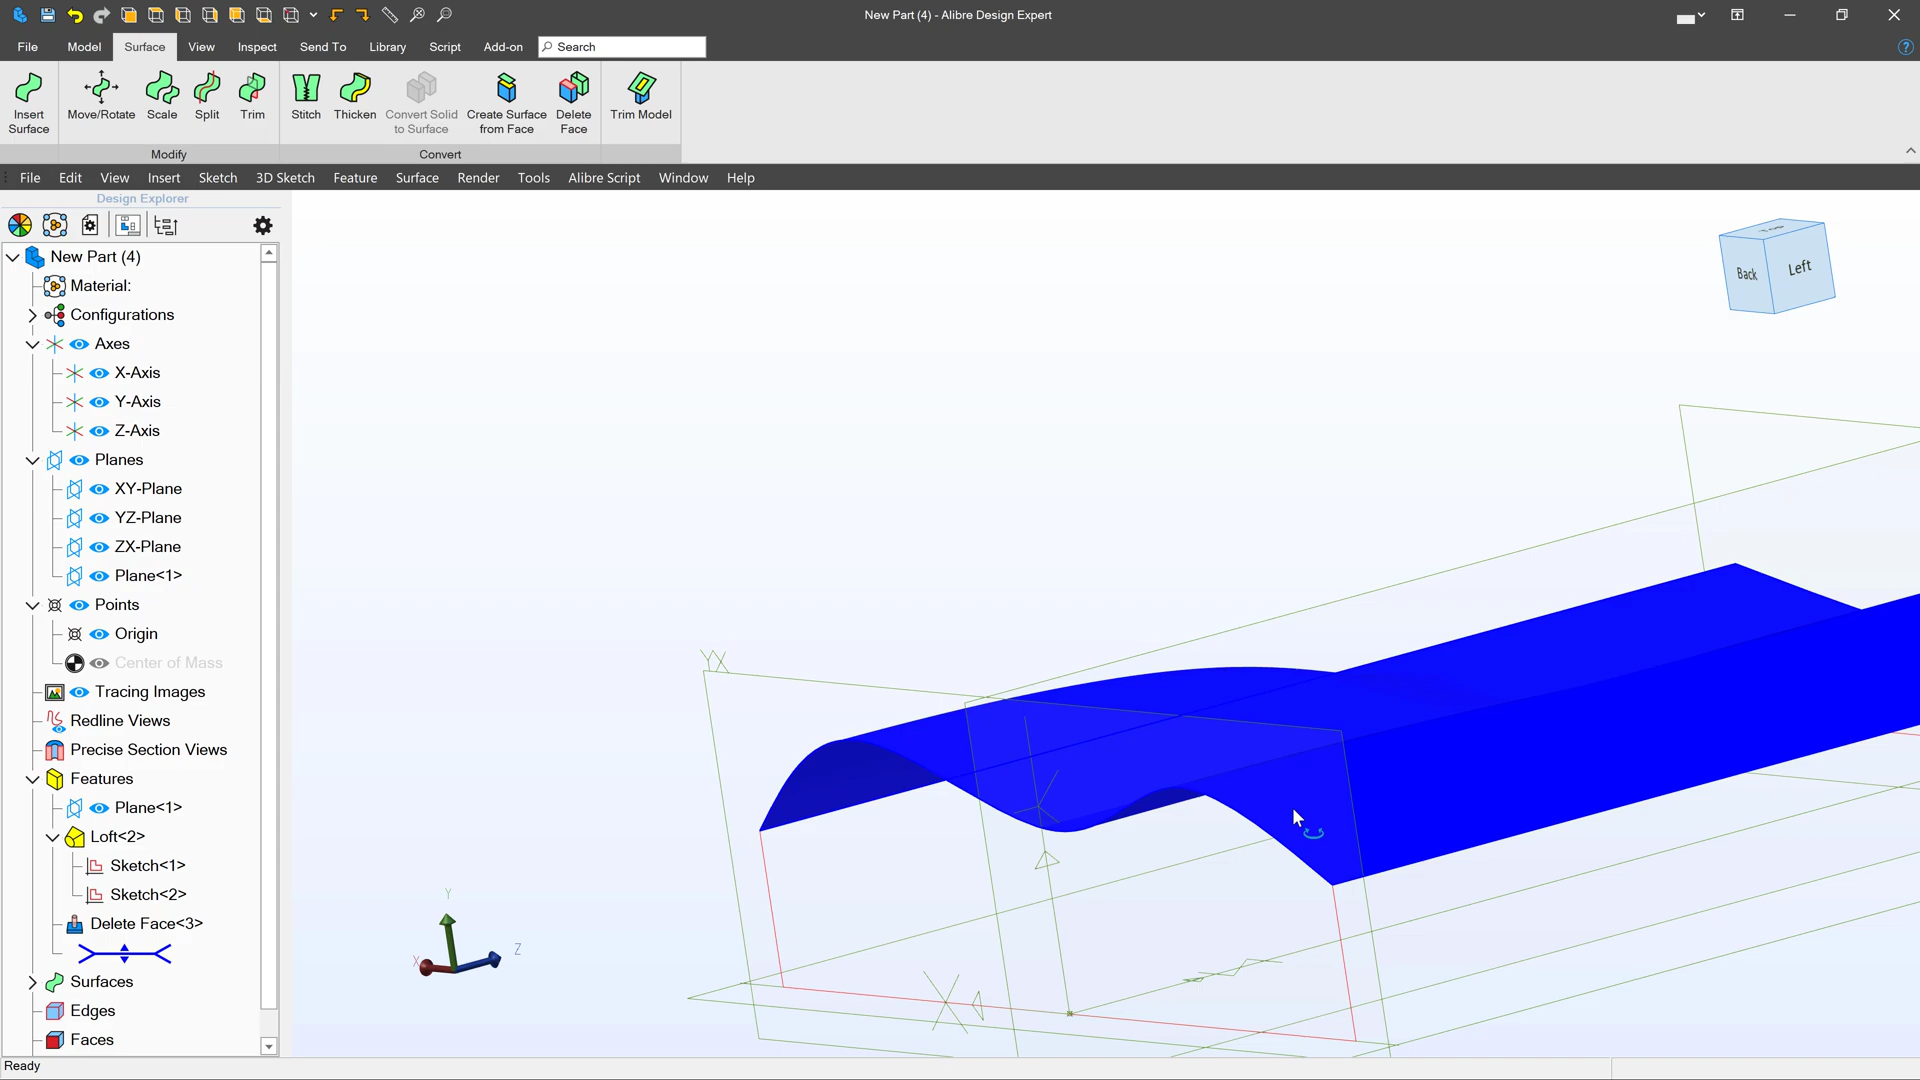 New Part (4) - Alibre Design Expert
File
Model
Surface
View
Inspect
Send To
Library
Script
Add-on
Search
Insert
Surface
Move/Rotate
Scale
Split
Trim
Stitch
Thicken
Convert Solid
to Surface
Create Surface
from Face
Delete
Face
Trim Model
Modify
Convert
File
Edit
View
Insert
Sketch
3D Sketch
Feature
Surface
Render
Tools
Alibre Script
Window
Help
Design Explorer
New Part (4)
Material:
Configurations
Axes
X-Axis
Y-Axis
Z-Axis
Planes
XY-Plane
YZ-Plane
ZX-Plane
Plane<1>
Points
Origin
Center of Mass
Tracing Images
Redline Views
Precise Section Views
Features
Plane<1>
Loft<2>
Sketch<1>
Sketch<2>
Delete Face<3>
Surfaces
Edges
Faces
Top
Back
Left
Y
X
Z
Ready